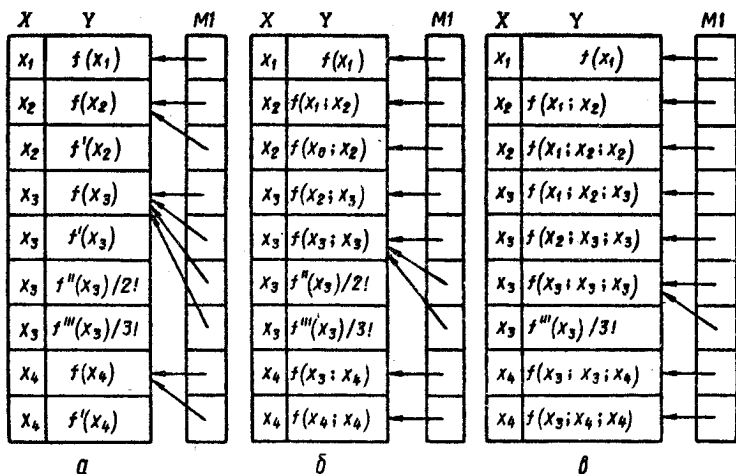 X Y M1 X Y M1 X Y M1
x₁ f(x₁) x₁ f(x₁) x₁ f(x₁)
x₂ f(x₂) x₂ f(x₁; x₂) x₂ f(x₁; x₂)
x₂ f'(x₂) x₂ f(x₀; x₂) x₂ f(x₁; x₂; x₂)
x₃ f(x₃) x₃ f(x₂; x₃) x₃ f(x₁; x₂; x₃)
x₃ f'(x₃) x₃ f(x₃; x₃) x₃ f(x₂; x₃; x₃)
x₃ f''(x₃)/2! x₃ f''(x₃)/2! x₃ f(x₃; x₃; x₃)
x₃ f'''(x₃)/3! x₃ f'''(x₃)/3! x₃ f'''(x₃)/3!
x₄ f(x₄) x₄ f(x₃; x₄) x₄ f(x₃; x₃; x₄)
x₄ f'(x₄) x₄ f(x₄; x₄) x₄ f(x₃; x₄; x₄)
а б в